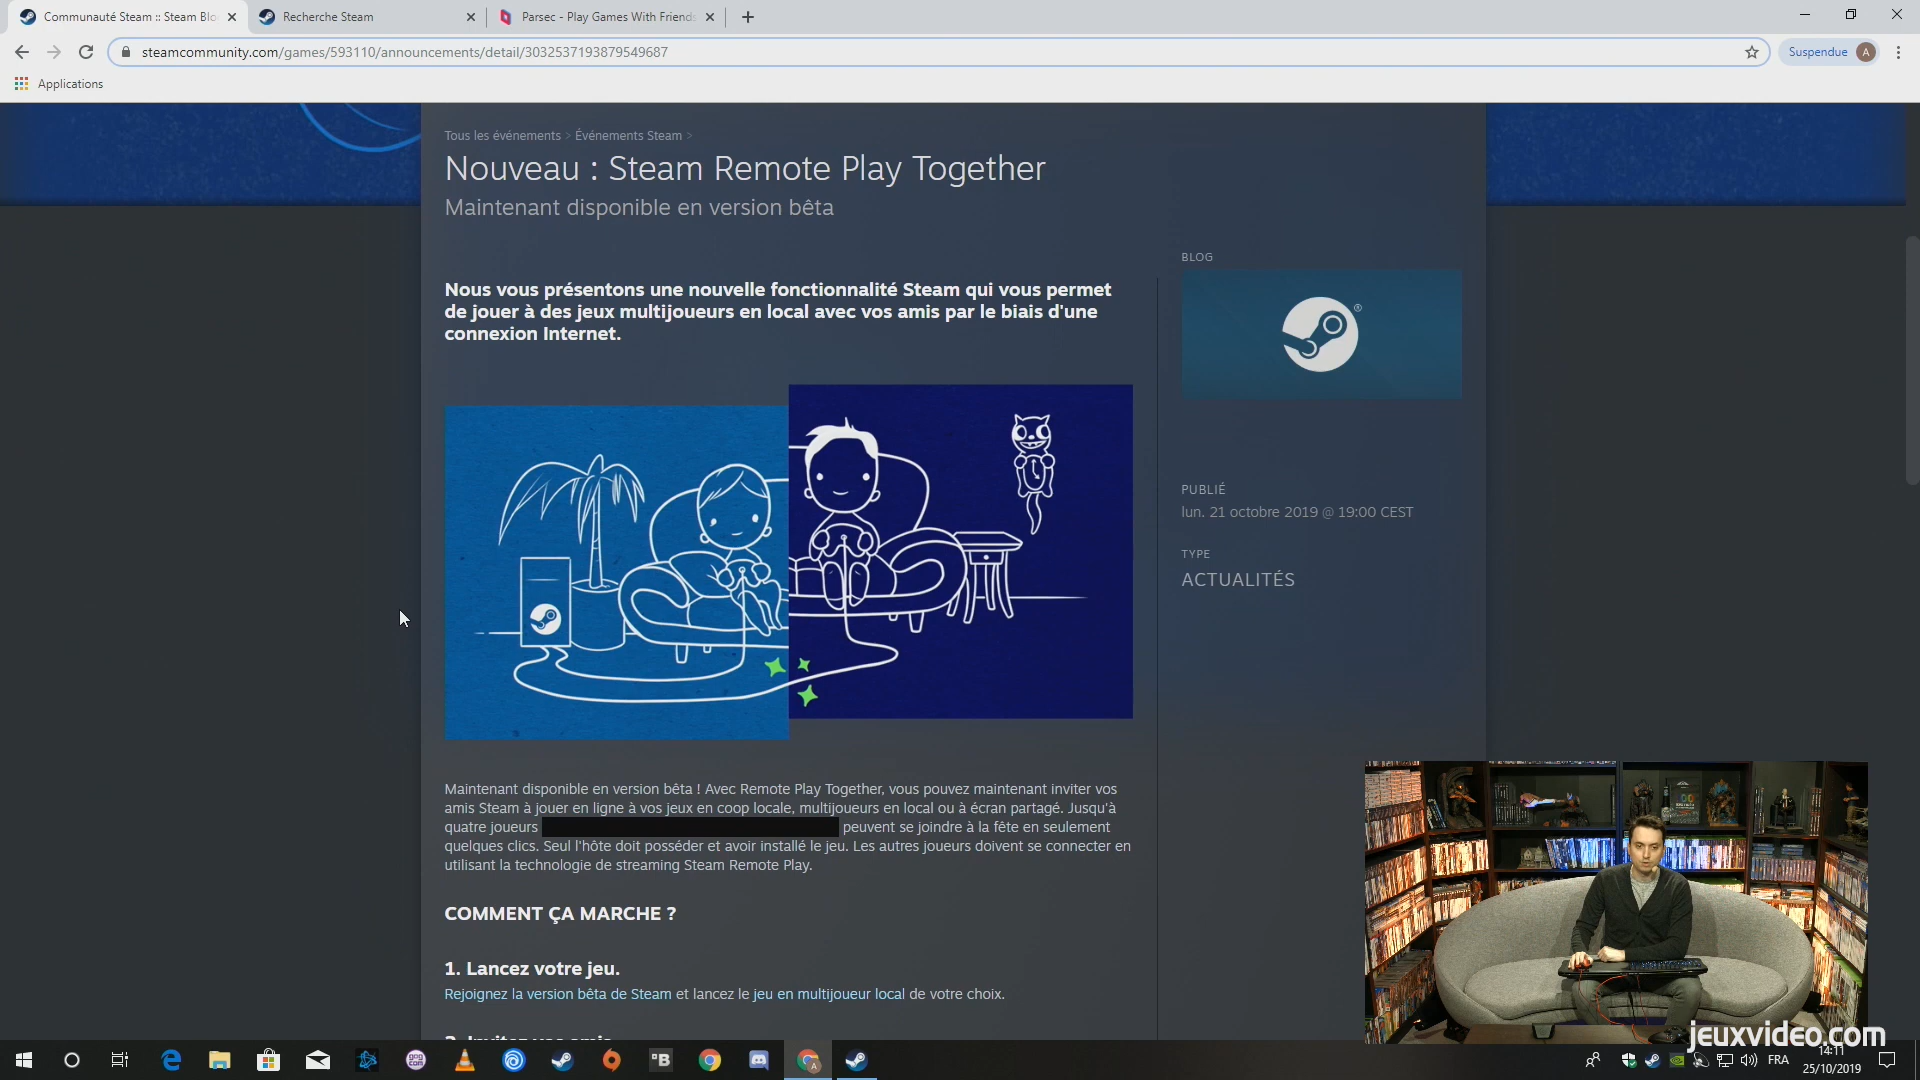 Communauté Steam :: Steam Blo
Recherche Steam
Parsec - Play Games With Friends
steamcommunity.com/games/593110/announcements/detail/3032537193879549687
Suspendue
A
Applications
Tous les événements > Événements Steam >
Nouveau : Steam Remote Play Together
Maintenant disponible en version bêta
BLOG
Nous vous présentons une nouvelle fonctionnalité Steam qui vous permet
de jouer à des jeux multijoueurs en local avec vos amis par le biais d'une
connexion Internet.
PUBLIÉ
lun. 21 octobre 2019 @ 19:00 CEST
TYPE
ACTUALITÉS
Maintenant disponible en version bêta ! Avec Remote Play Together, vous pouvez maintenant inviter vos
amis Steam à jouer en ligne à vos jeux en coop locale, multijoueurs en local ou à écran partagé. Jusqu'à
quatre joueurs peuvent se joindre à la fête en seulement
quelques clics. Seul l'hôte doit posséder et avoir installé le jeu. Les autres joueurs doivent se connecter en
utilisant la technologie de streaming Steam Remote Play.
COMMENT ÇA MARCHE ?
1. Lancez votre jeu.
Rejoignez la version bêta de Steam et lancez le jeu en multijoueur local de votre choix.
2. Invitez vos amis
jeuxvideo.com
gog
com
B
A
FRA
14:11
25/10/2019